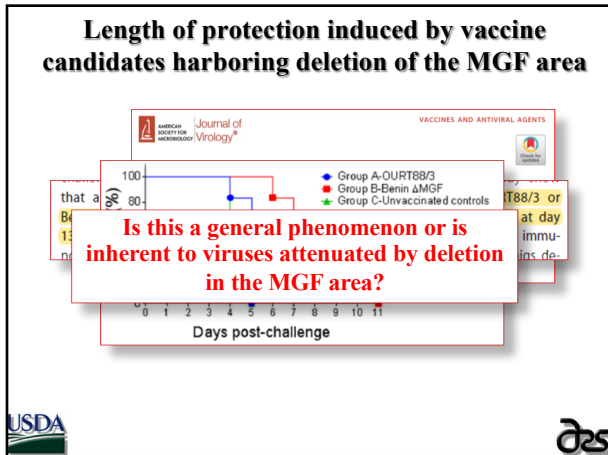 Length of protection induced by vaccine
candidates harboring deletion of the MGF area
AMERICAN
SOCIETY FOR
MICROBIOLOGY
Journal of
Virology®
VACCINES AND ANTIVIRAL AGENTS
Check for
updates
100
80
(%)
Group A-OURT88/3
Group B-Benin ΔMGF
Group C-Unvaccinated controls
that a
T88/3 or
Be
at day
13
immu-
Is this a general phenomenon or is
inherent to viruses attenuated by deletion
in the MGF area?
0 1 2 3 4 5 6 7 8 9 10 11
Days post-challenge
USDA
ars